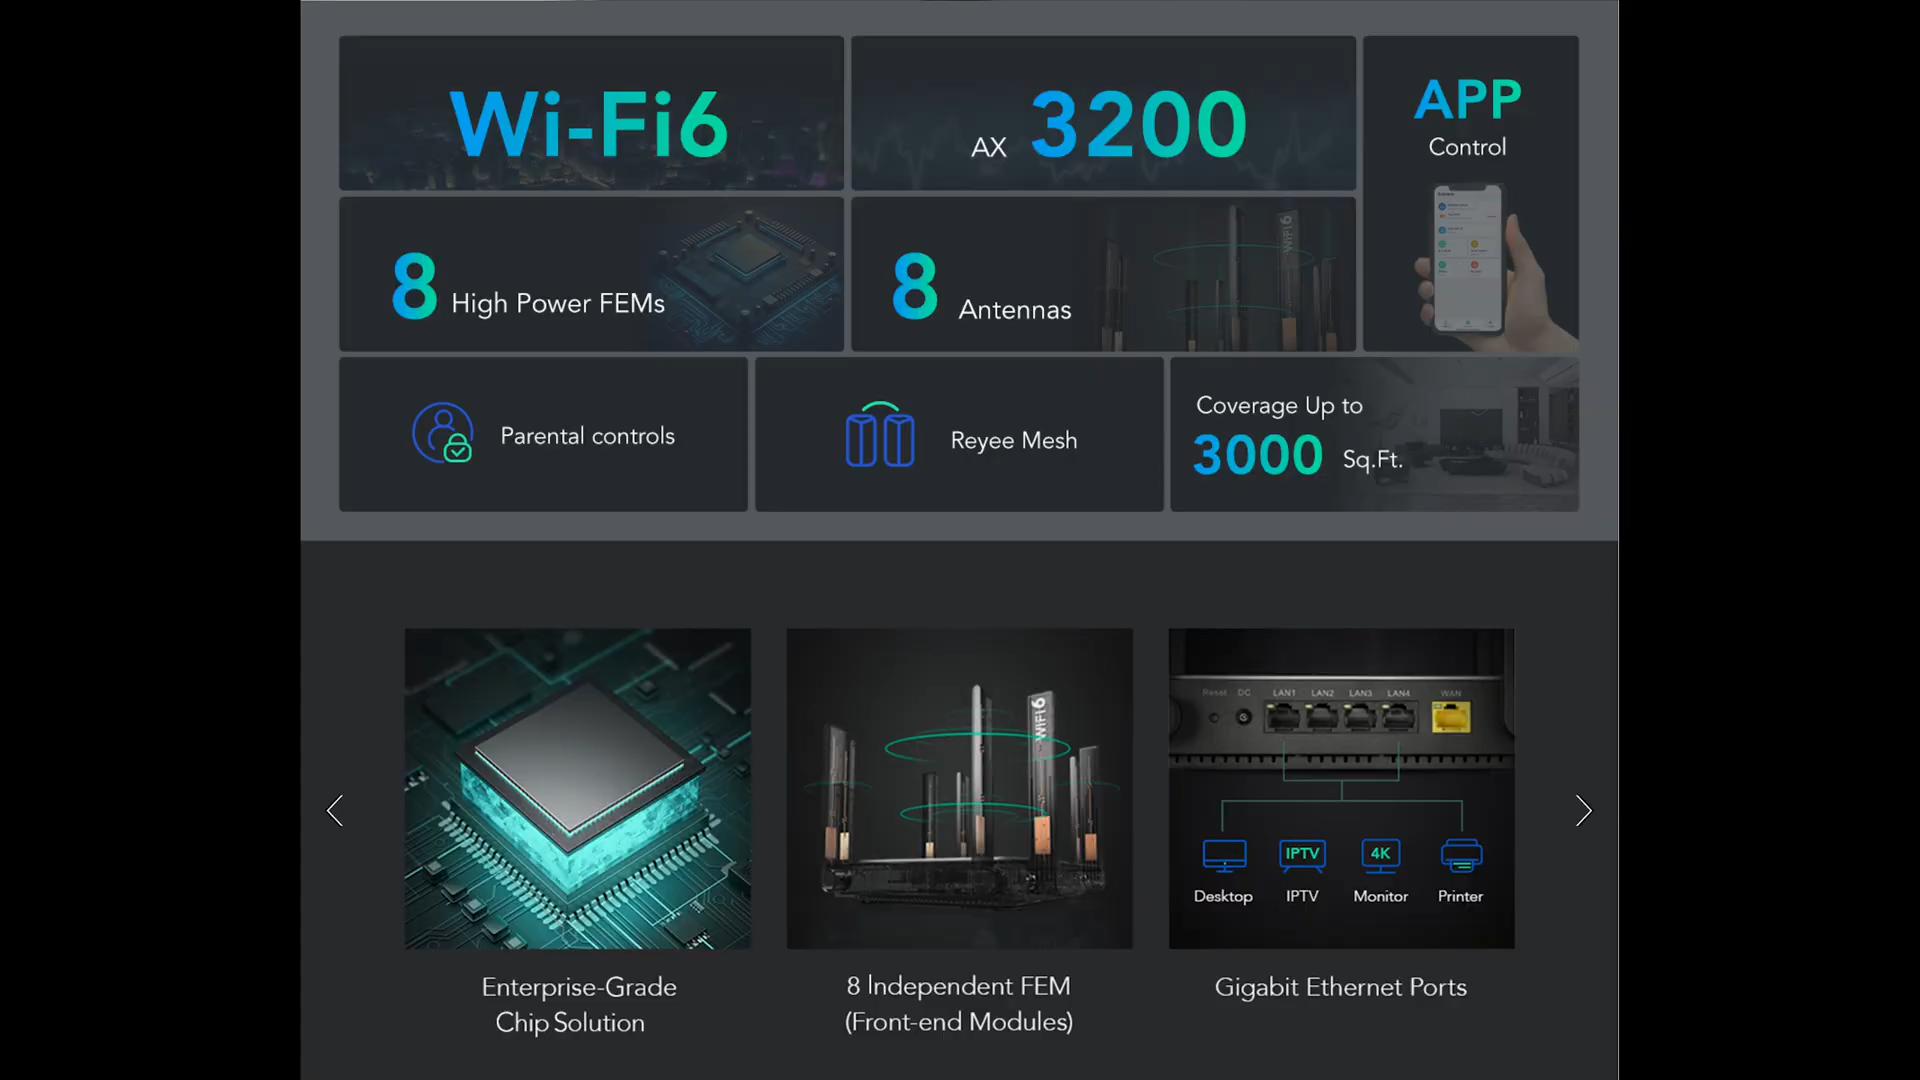 Wi-Fi6
AX 3200
APP
Control
8 High Power FEMs
8 Antennas
WiFi6
Parental controls
Reyee Mesh
Coverage Up to
3000 Sq.Ft.
WiFi6
Reset DC LAN1 LAN2 LAN3 LAN4 WAN
IPTV 4K
Desktop IPTV Monitor Printer
Enterprise-Grade
Chip Solution
8 Independent FEM
(Front-end Modules)
Gigabit Ethernet Ports